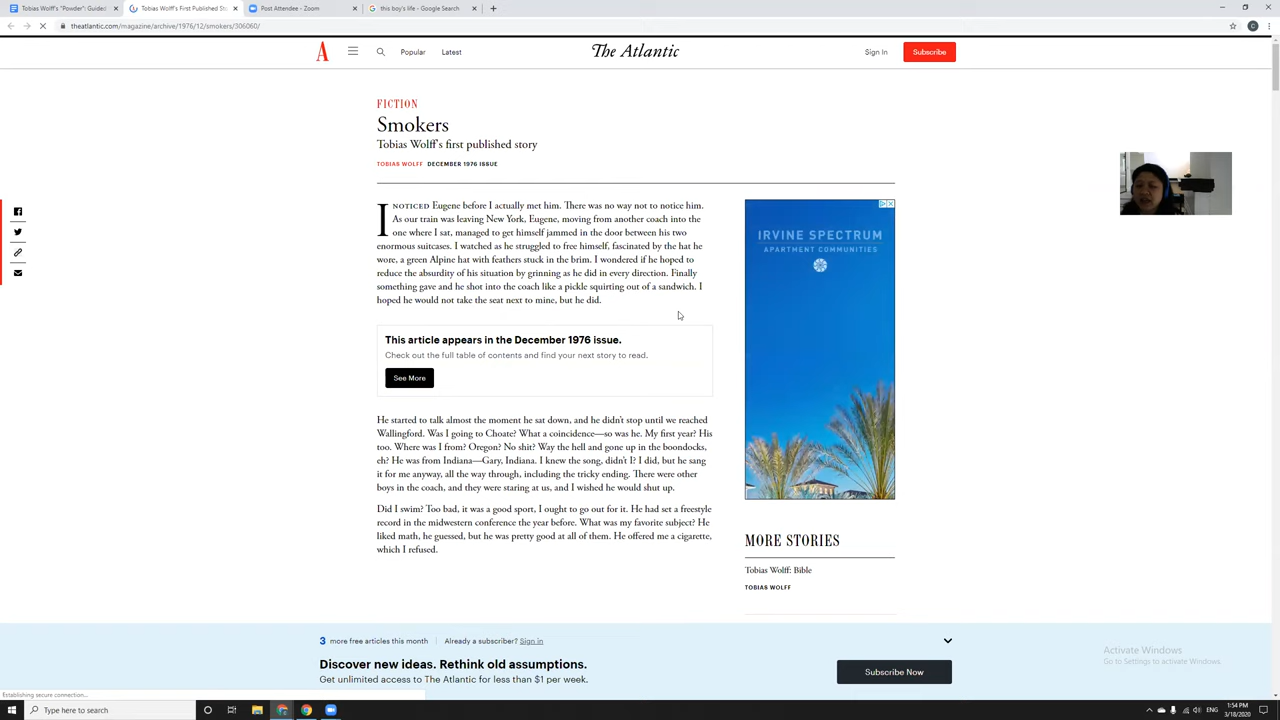 Tobias Wolff's "Powder": Guided
Tobias Wolff's First Published St
Post Attendee - Zoom
this boy's life - Google Search
theatlantic.com/magazine/archive/1976/12/smokers/306060/
C
A
Popular
Latest
The Atlantic
Sign In
Subscribe
FICTION
Smokers
Tobias Wolff's first published story
TOBIAS WOLFF DECEMBER 1976 ISSUE
I NOTICED Eugene before I actually met him. There was no way not to notice him.
As our train was leaving New York, Eugene, moving from another coach into the
one where I sat, managed to get himself jammed in the door between his two
enormous suitcases. I watched as he struggled to free himself, fascinated by the hat he
wore, a green Alpine hat with feathers stuck in the brim. I wondered if he hoped to
reduce the absurdity of his situation by grinning as he did in every direction. Finally
something gave and he shot into the coach like a pickle squirting out of a sandwich. I
hoped he would not take the seat next to mine, but he did.
This article appears in the December 1976 issue.
Check out the full table of contents and find your next story to read.
See More
He started to talk almost the moment he sat down, and he didn't stop until we reached
Wallingford. Was I going to Choate? What a coincidence—so was he. My first year? His
too. Where was I from? Oregon? No shit? Way the hell and gone up in the boondocks,
eh? He was from Indiana—Gary, Indiana. I knew the song, didn't I? I did, but he sang
it for me anyway, all the way through, including the tricky ending. There were other
boys in the coach, and they were staring at us, and I wished he would shut up.
Did I swim? Too bad, it was a good sport, I ought to go out for it. He had set a freestyle
record in the midwestern conference the year before. What was my favorite subject? He
liked math, he guessed, but he was pretty good at all of them. He offered me a cigarette,
which I refused.
IRVINE SPECTRUM
APARTMENT COMMUNITIES
MORE STORIES
Tobias Wolff: Bible
TOBIAS WOLFF
3 more free articles this month
Already a subscriber? Sign in
Discover new ideas. Rethink old assumptions.
Get unlimited access to The Atlantic for less than $1 per week.
Subscribe Now
Activate Windows
Go to Settings to activate Windows.
Establishing secure connection...
Type here to search
ENG
1:54 PM
3/18/2020